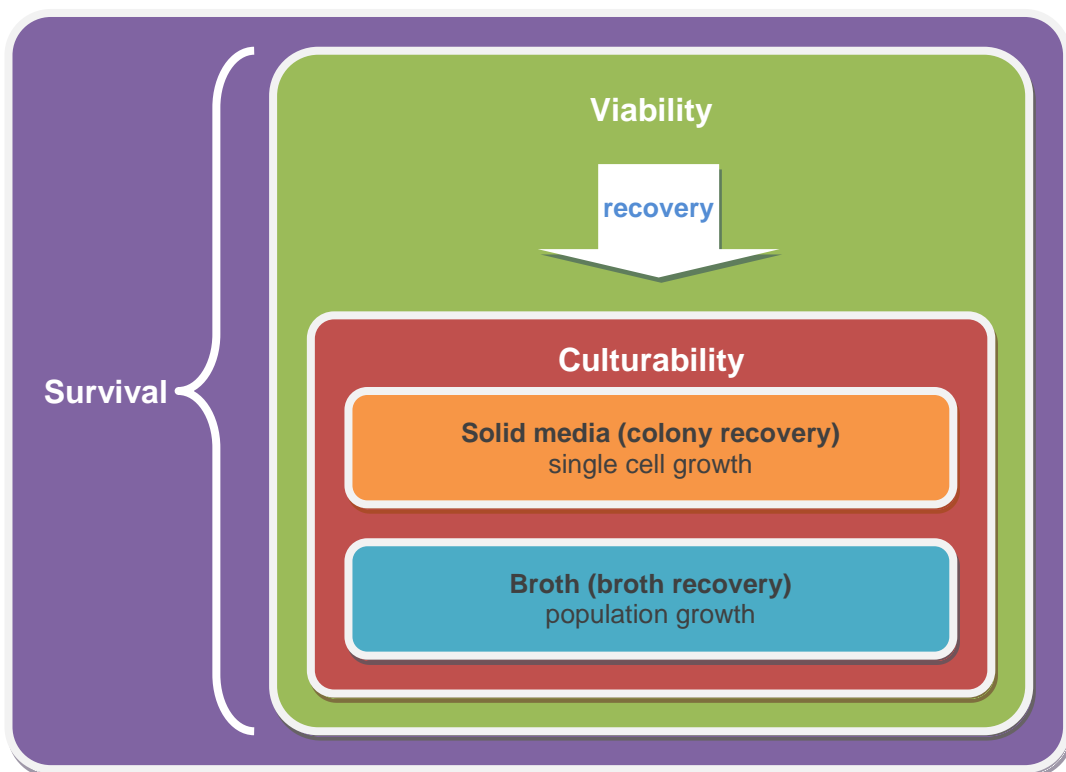 Viability
recovery
Survival
Culturability
Solid media (colony recovery)
single cell growth
Broth (broth recovery)
population growth